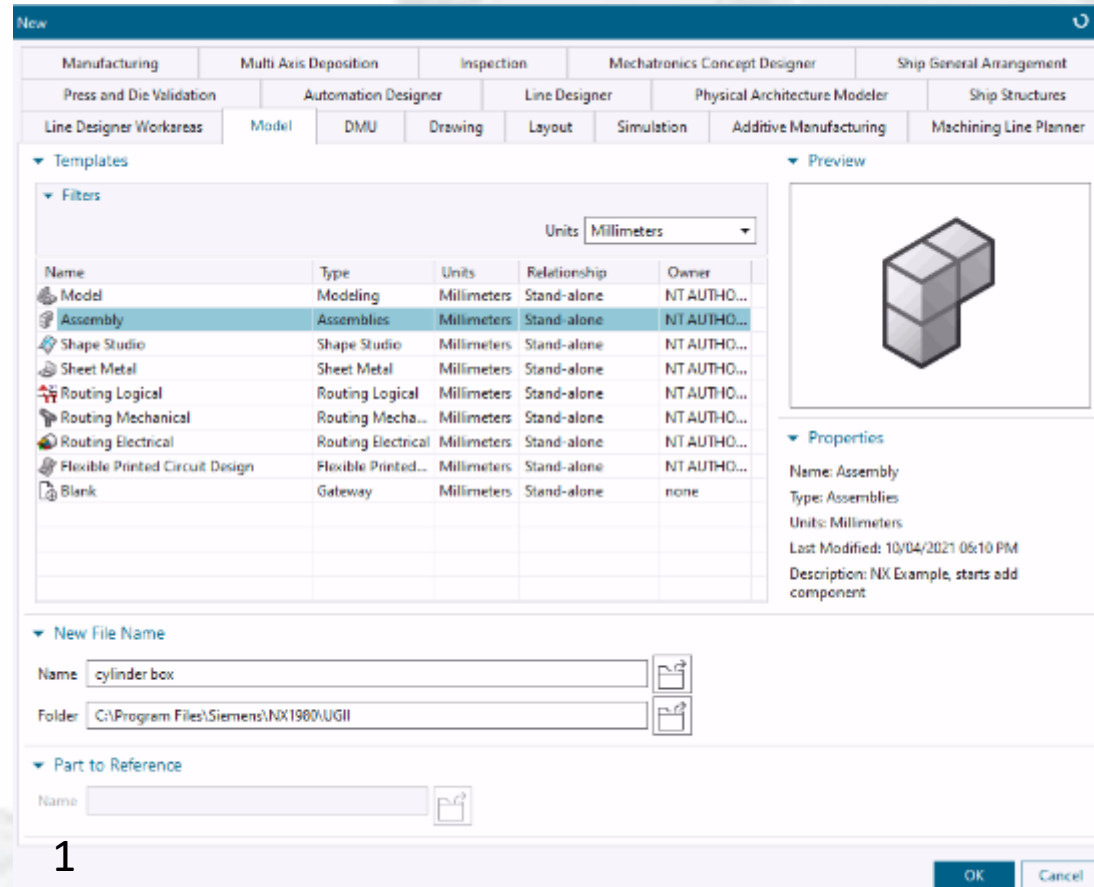 New
Manufacturing Multi Axis Deposition Inspection Mechatronics Concept Designer Ship General Arrangement
Press and Die Validation Automation Designer Line Designer Physical Architecture Modeler Ship Structures
Line Designer Workareas Model DMU Drawing Layout Simulation Additive Manufacturing Machining Line Planner
Templates
Filters
Units Millimeters
Name Type Units Relationship Owner
Model Modeling Millimeters Stand-alone NT AUTHO...
Assembly Assemblies Millimeters Stand-alone NT AUTHO...
Shape Studio Shape Studio Millimeters Stand-alone NT AUTHO...
Sheet Metal Sheet Metal Millimeters Stand-alone NT AUTHO...
Routing Logical Routing Logical Millimeters Stand-alone NT AUTHO...
Routing Mechanical Routing Mecha... Millimeters Stand-alone NT AUTHO...
Routing Electrical Routing Electrical Millimeters Stand-alone NT AUTHO...
Flexible Printed Circuit Design Flexible Printed... Millimeters Stand-alone NT AUTHO...
Blank Gateway Millimeters Stand-alone none
Preview
Properties
Name: Assembly
Type: Assemblies
Units: Millimeters
Last Modified: 10/04/2021 06:10 PM
Description: NX Example, starts add
component
New File Name
Name cylinder box
Folder C:\Program Files\Siemens\NX1980\UGII
Part to Reference
Name
1
OK Cancel